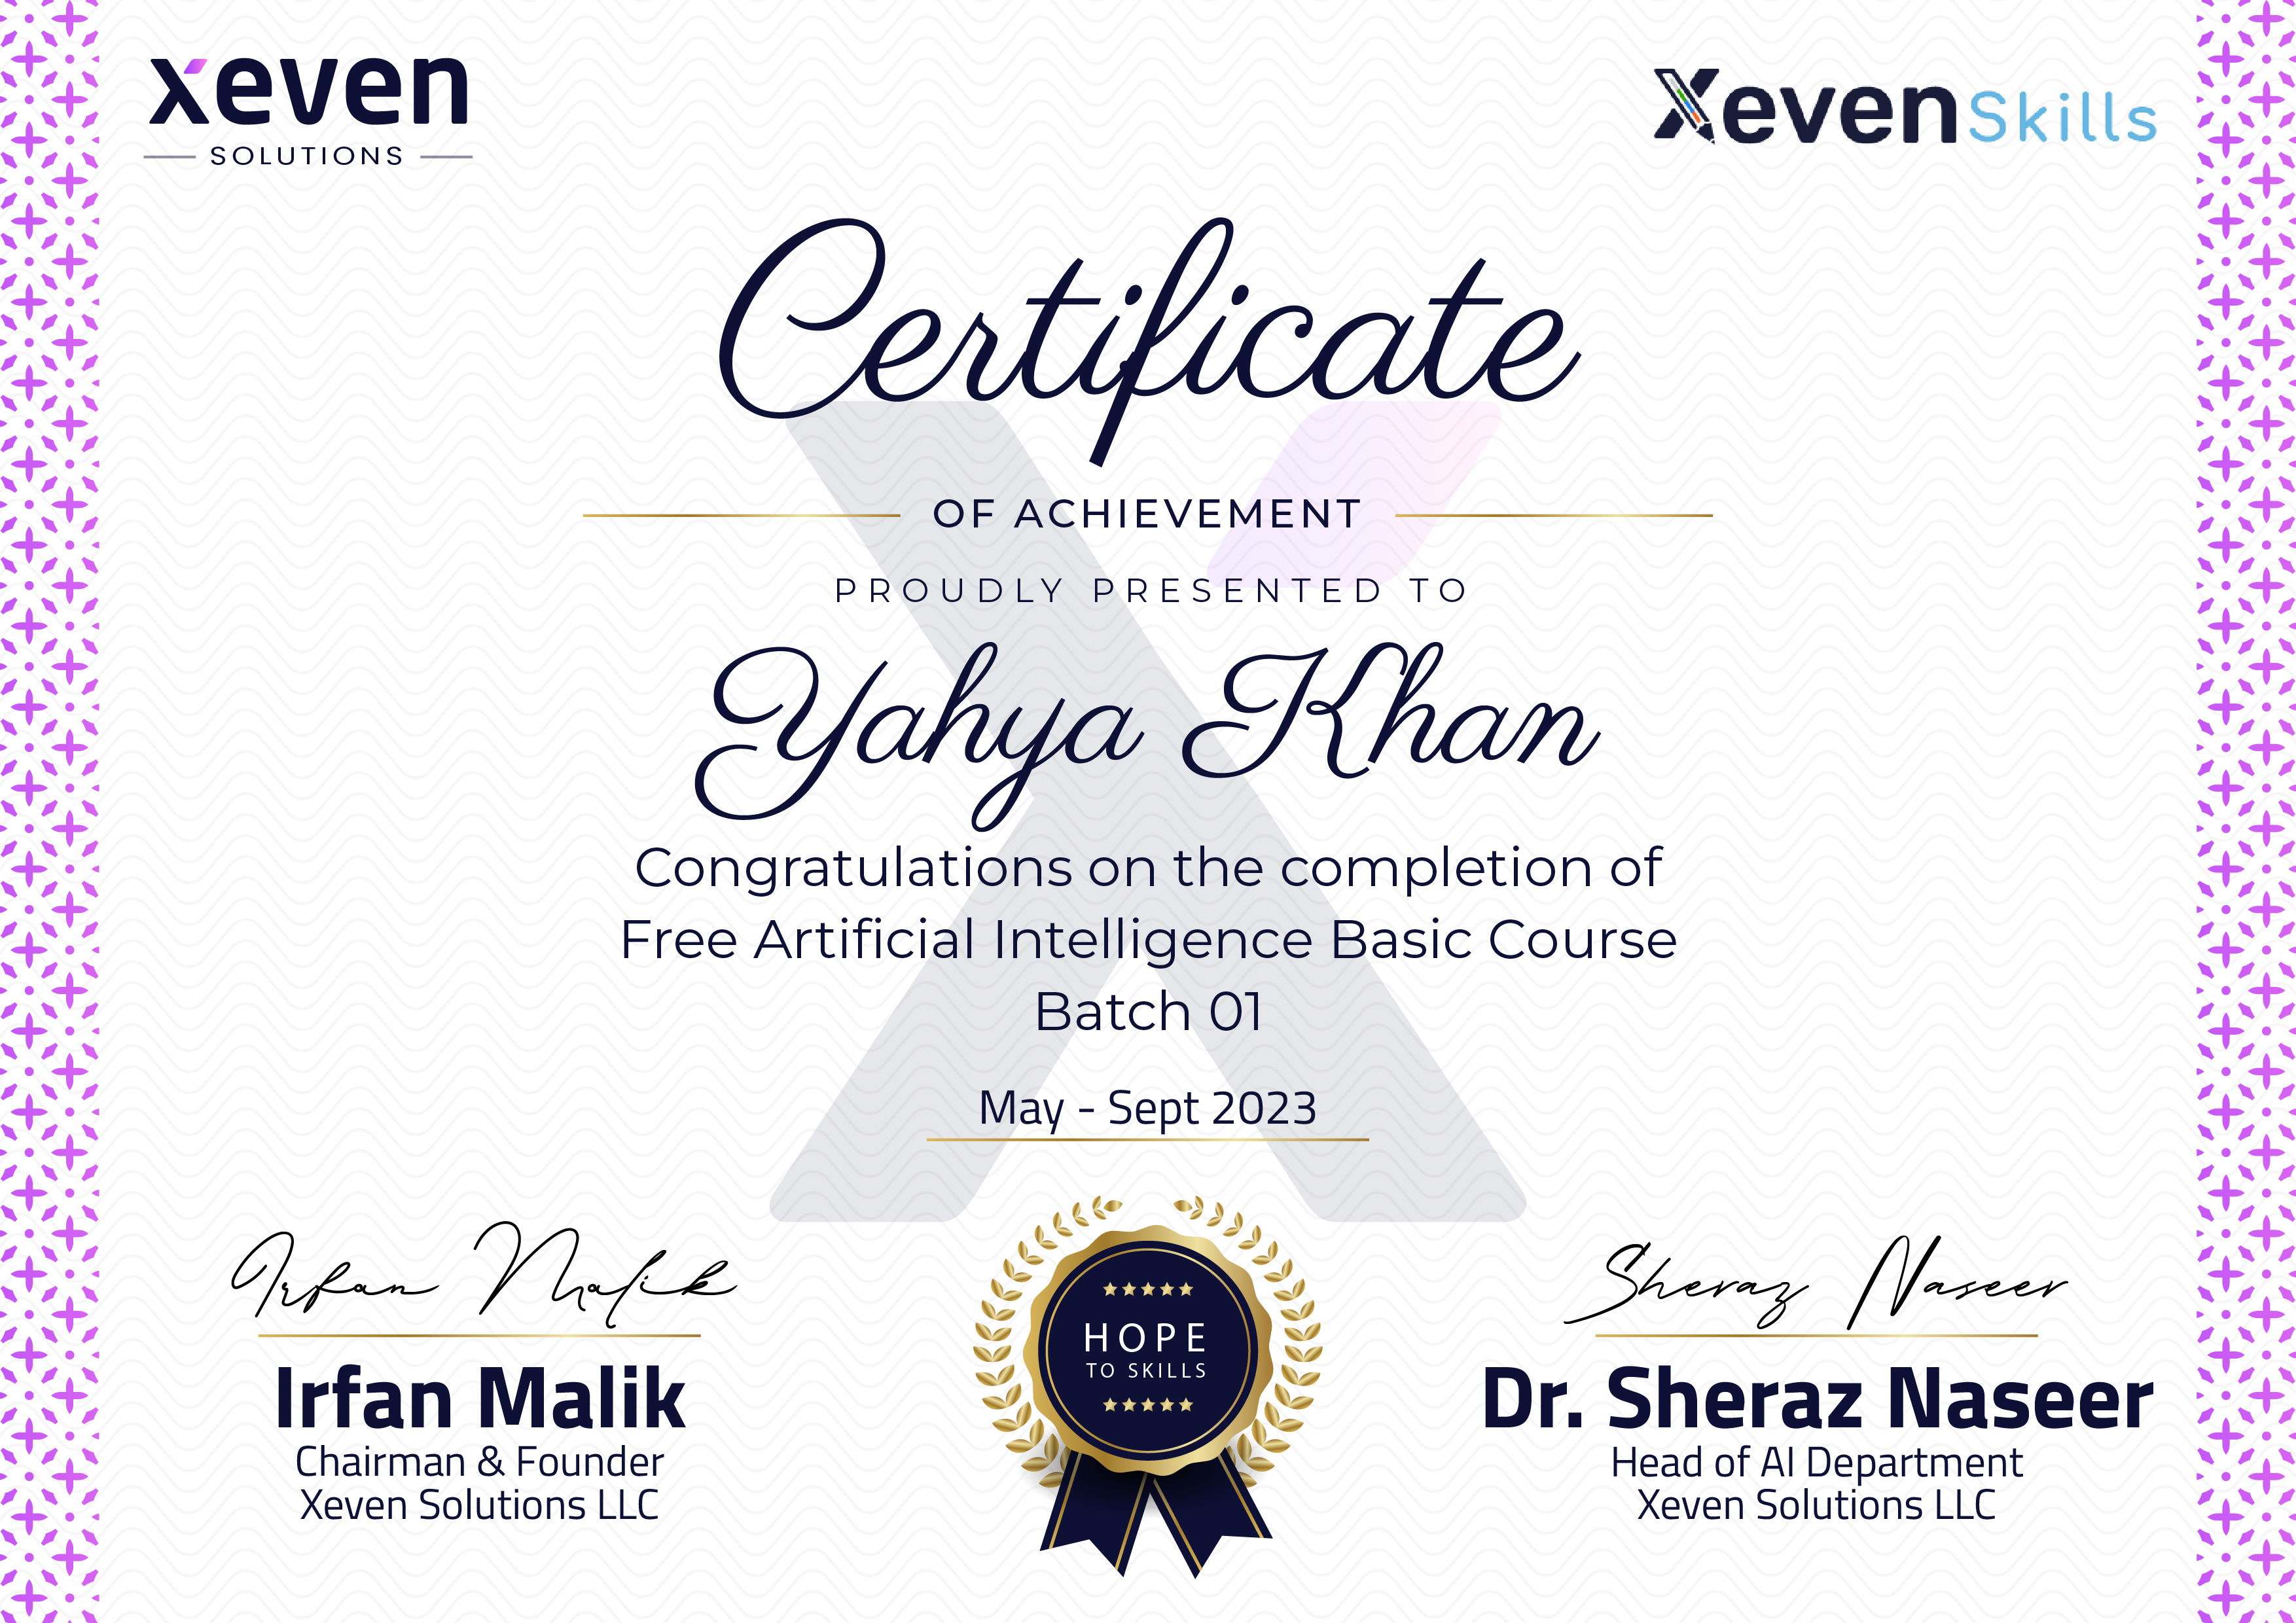 xeven
SOLUTIONS
XevenSkills
Certificate
OF ACHIEVEMENT
PROUDLY PRESENTED TO
Yahya Khan
Congratulations on the completion of
Free Artificial Intelligence Basic Course
Batch 01
May - Sept 2023
Irfan Malik
Irfan Malik
Chairman & Founder
Xeven Solutions LLC
HOPE
TO SKILLS
Sheraz Naseer
Dr. Sheraz Naseer
Head of AI Department
Xeven Solutions LLC